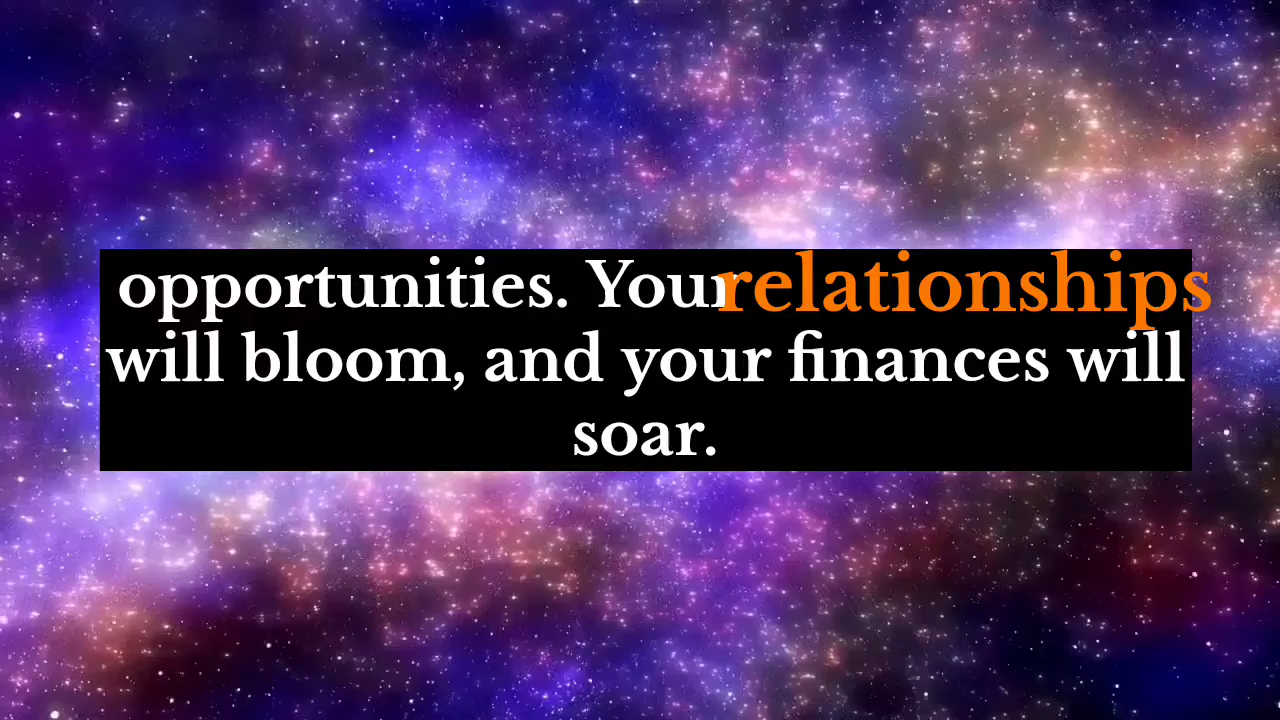 opportunities. Your relationships
will bloom, and your finances will
soar.